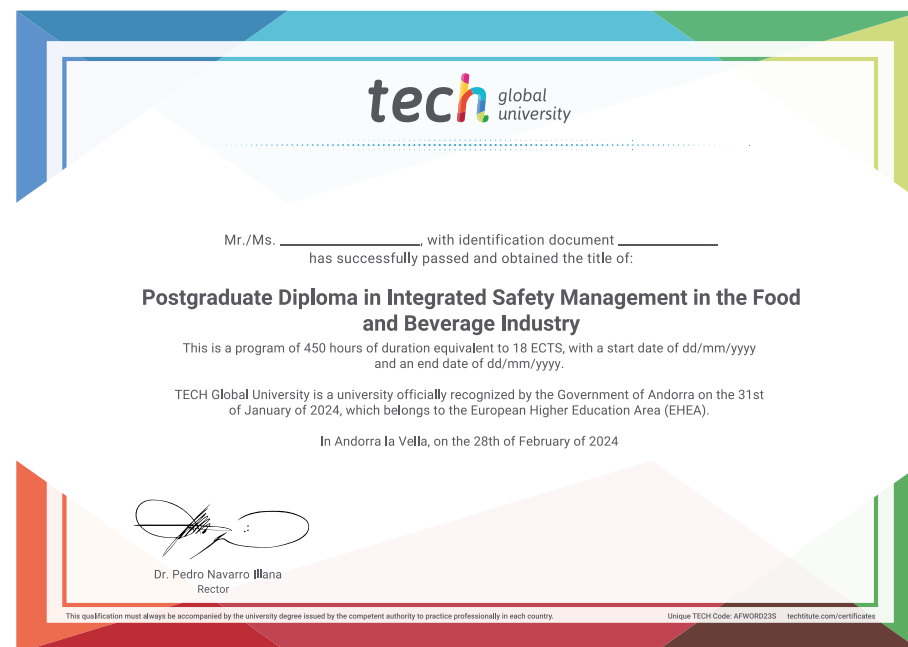 tech global university
Mr./Ms. ____________________, with identification document ______________
has successfully passed and obtained the title of:
Postgraduate Diploma in Integrated Safety Management in the Food
and Beverage Industry
This is a program of 450 hours of duration equivalent to 18 ECTS, with a start date of dd/mm/yyyy
and an end date of dd/mm/yyyy.
TECH Global University is a university officially recognized by the Government of Andorra on the 31st
of January of 2024, which belongs to the European Higher Education Area (EHEA).
In Andorra la Vella, on the 28th of February of 2024
Dr. Pedro Navarro Illana
Rector
This qualification must always be accompanied by the university degree issued by the competent authority to practice professionally in each country.
Unique TECH Code: AFWORD23S techtitute.com/certificates